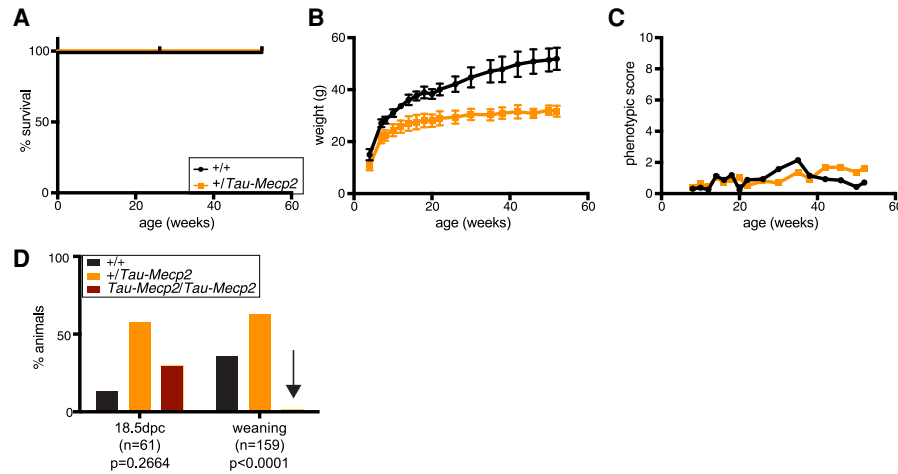 A
100
50
0
% survival
+/+
+/Tau-Mecp2
0 20 40 60
age (weeks)
B
60
40
20
0
weight (g)
0 20 40 60
age (weeks)
C
10
8
6
4
2
0
phenotypic score
0 20 40 60
age (weeks)
D
+/+
+/Tau-Mecp2
Tau-Mecp2/Tau-Mecp2
100
50
0
% animals
18.5dpc weaning
(n=61) (n=159)
p=0.2664 p<0.0001